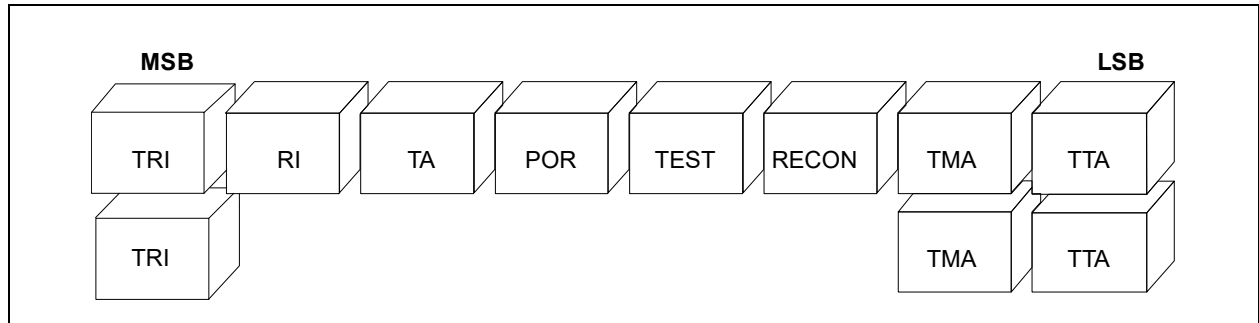 MSB LSB
TRI RI TA POR TEST RECON TMA TTA
TRI TMA TTA